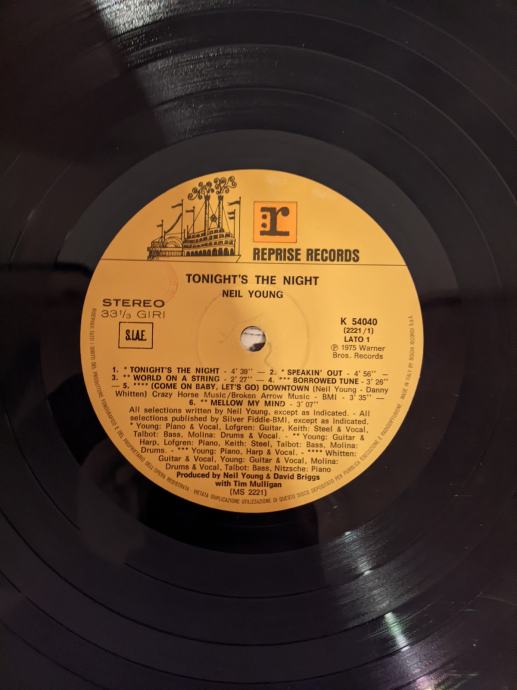 r
REPRISE RECORDS
TONIGHT'S THE NIGHT
NEIL YOUNG
STEREO
33 1/3 GIRI
S.I.A.E.
K 54040
(2221/1)
LATO 1
℗ 1975 Warner
Bros. Records
1. * TONIGHT'S THE NIGHT - 4' 39'' — 2. * SPEAKIN' OUT - 4' 56'' —
3. ** WORLD ON A STRING - 2' 27'' — 4. *** BORROWED TUNE - 3' 26''
— 5. **** (COME ON BABY, LET'S GO) DOWNTOWN (Neil Young - Danny
Whitten) Crazy Horse Music/Broken Arrow Music - BMI - 3' 35'' —
6. ** MELLOW MY MIND - 3' 07''
All selections written by Neil Young, except as Indicated. - All
selections published by Silver Fiddle-BMI, except as Indicated.
* Young: Piano & Vocal, Lofgren: Guitar, Keith: Steel & Vocal,
Talbot: Bass, Molina: Drums & Vocal. - ** Young: Guitar &
Harp, Lofgren: Piano, Keith: Steel, Talbot: Bass, Molina:
Drums. - *** Young: Piano, Harp & Vocal. - **** Whitten:
Guitar & Vocal, Young: Guitar & Vocal, Molina:
Drums & Vocal, Talbot: Bass, Nitzsche: Piano
Produced by Neil Young & David Briggs
with Tim Mulligan
(MS 2221)